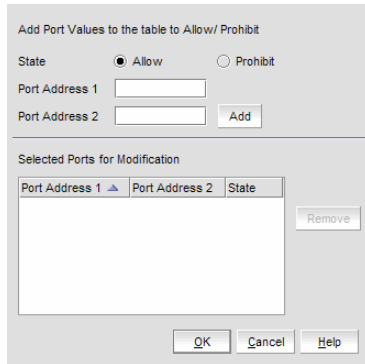 Add Port Values to the table to Allow/ Prohibit
State Allow Prohibit
Port Address 1
Port Address 2 Add
Selected Ports for Modification
Port Address 1 Port Address 2 State
Remove
OK Cancel Help